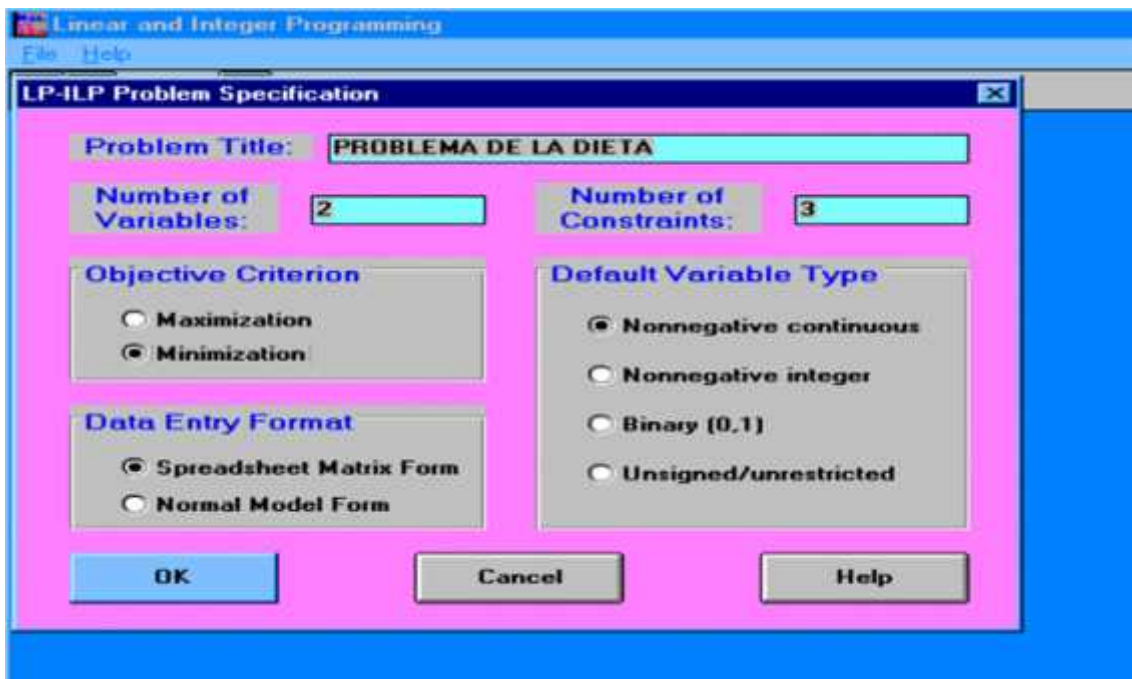 Linear and Integer Programming
File Help
LP-ILP Problem Specification
Problem Title: PROBLEMA DE LA DIETA
Number of Variables: 2
Number of Constraints: 3
Objective Criterion
Maximization
Minimization
Default Variable Type
Nonnegative continuous
Nonnegative integer
Binary (0,1)
Unsigned/unrestricted
Data Entry Format
Spreadsheet Matrix Form
Normal Model Form
OK Cancel Help